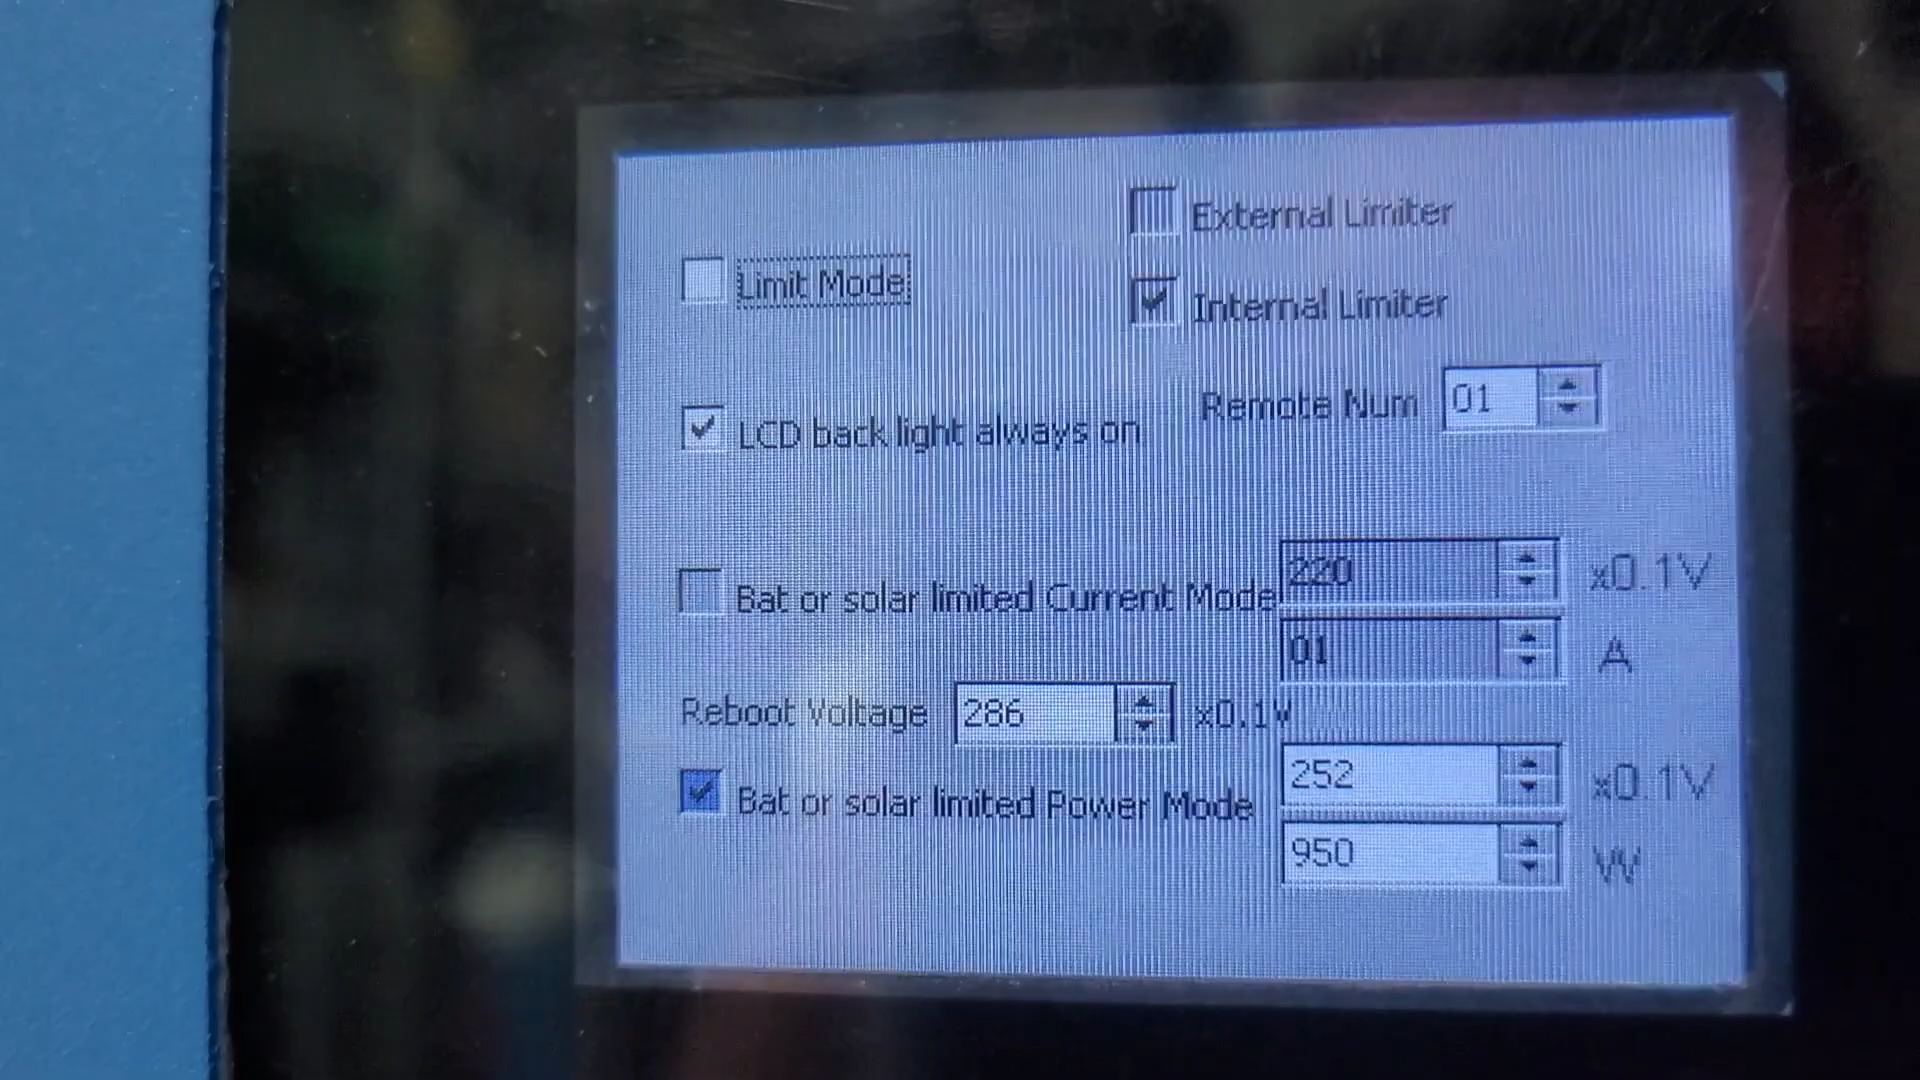 External Limiter
Limit Mode
Internal Limiter
Remote Num 01
LCD back light always on
220 x0.1V
Bat or solar limited Current Mode
01 A
Reboot Voltage 286 x0.1V
252 x0.1V
Bat or solar limited Power Mode
950 W